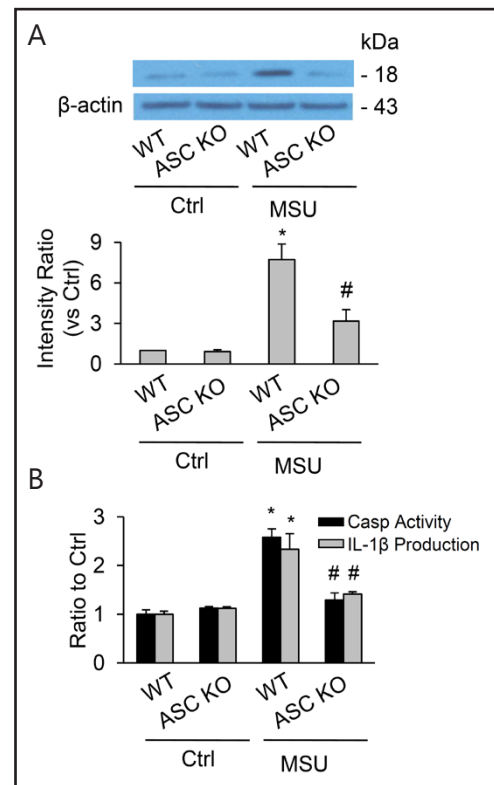 A
kDa
- 18
β-actin
- 43
WT
ASC KO
WT
ASC KO
Ctrl
MSU
Intensity Ratio
(vs Ctrl)
9
6
3
0
*
#
WT
ASC KO
WT
ASC KO
Ctrl
MSU
B
Ratio to Ctrl
3
2
1
0
Casp Activity
IL-1β Production
* *
# #
WT
ASC KO
WT
ASC KO
Ctrl
MSU